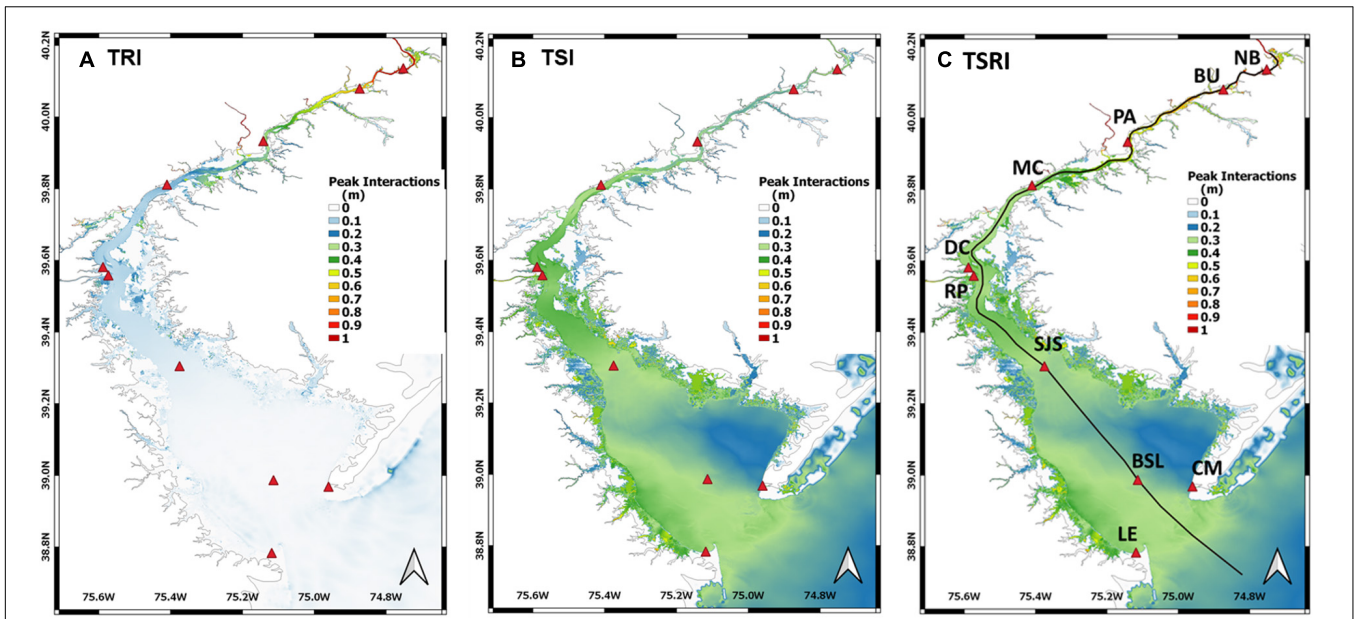 A TRI
40.2N
40.0N
39.8N
39.6N
39.4N
39.2N
39.0N
38.8N
75.6W
75.4W
75.2W
75.0W
74.8W
Peak Interactions
(m)
0
0.1
0.2
0.3
0.4
0.5
0.6
0.7
0.8
0.9
1
B TSI
40.2N
40.0N
39.8N
39.6N
39.4N
39.2N
39.0N
38.8N
75.6W
75.4W
75.2W
75.0W
74.8W
Peak Interactions
(m)
0
0.1
0.2
0.3
0.4
0.5
0.6
0.7
0.8
0.9
1
C TSRI
NB
BU
PA
MC
DC
RP
SJS
BSL
CM
LE
40.2N
40.0N
39.8N
39.6N
39.4N
39.2N
39.0N
38.8N
75.6W
75.4W
75.2W
75.0W
74.8W
Peak Interactions
(m)
0
0.1
0.2
0.3
0.4
0.5
0.6
0.7
0.8
0.9
1